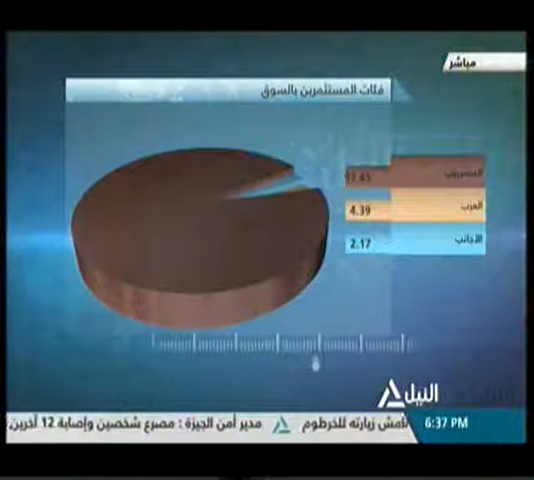 مباشر
فئات المستثمرين بالسوق
المصريون 93.45
العرب 4.39
الأجانب 2.17
النيل
6:37 PM
لأمس زيارته للخرطوم
مدير أمن الجيزة : مصرع شخصين وإصابة 12 آخرين